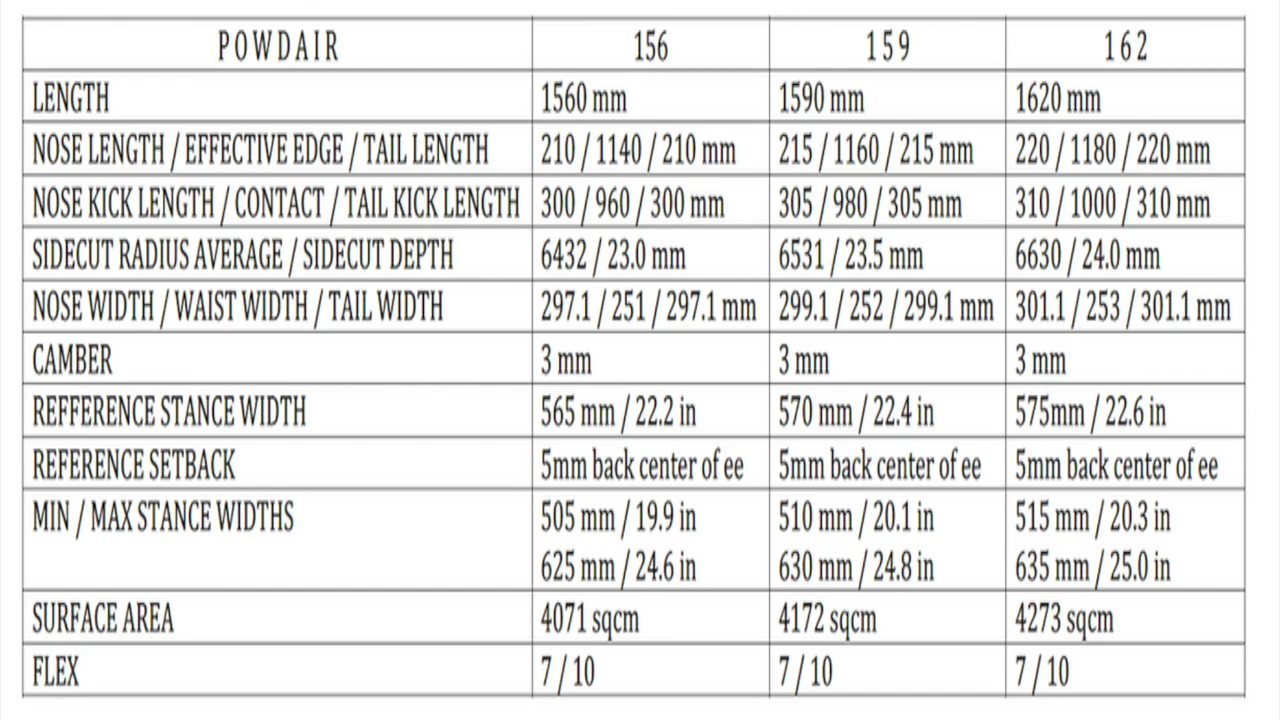 POWDAIR 156 159 162
LENGTH 1560 mm 1590 mm 1620 mm
NOSE LENGTH / EFFECTIVE EDGE / TAIL LENGTH 210 / 1140 / 210 mm 215 / 1160 / 215 mm 220 / 1180 / 220 mm
NOSE KICK LENGTH / CONTACT / TAIL KICK LENGTH 300 / 960 / 300 mm 305 / 980 / 305 mm 310 / 1000 / 310 mm
SIDECUT RADIUS AVERAGE / SIDECUT DEPTH 6432 / 23.0 mm 6531 / 23.5 mm 6630 / 24.0 mm
NOSE WIDTH / WAIST WIDTH / TAIL WIDTH 297.1 / 251 / 297.1 mm 299.1 / 252 / 299.1 mm 301.1 / 253 / 301.1 mm
CAMBER 3 mm 3 mm 3 mm
REFFERENCE STANCE WIDTH 565 mm / 22.2 in 570 mm / 22.4 in 575mm / 22.6 in
REFERENCE SETBACK 5mm back center of ee 5mm back center of ee 5mm back center of ee
MIN / MAX STANCE WIDTHS 505 mm / 19.9 in 510 mm / 20.1 in 515 mm / 20.3 in
625 mm / 24.6 in 630 mm / 24.8 in 635 mm / 25.0 in
SURFACE AREA 4071 sqcm 4172 sqcm 4273 sqcm
FLEX 7 / 10 7 / 10 7 / 10